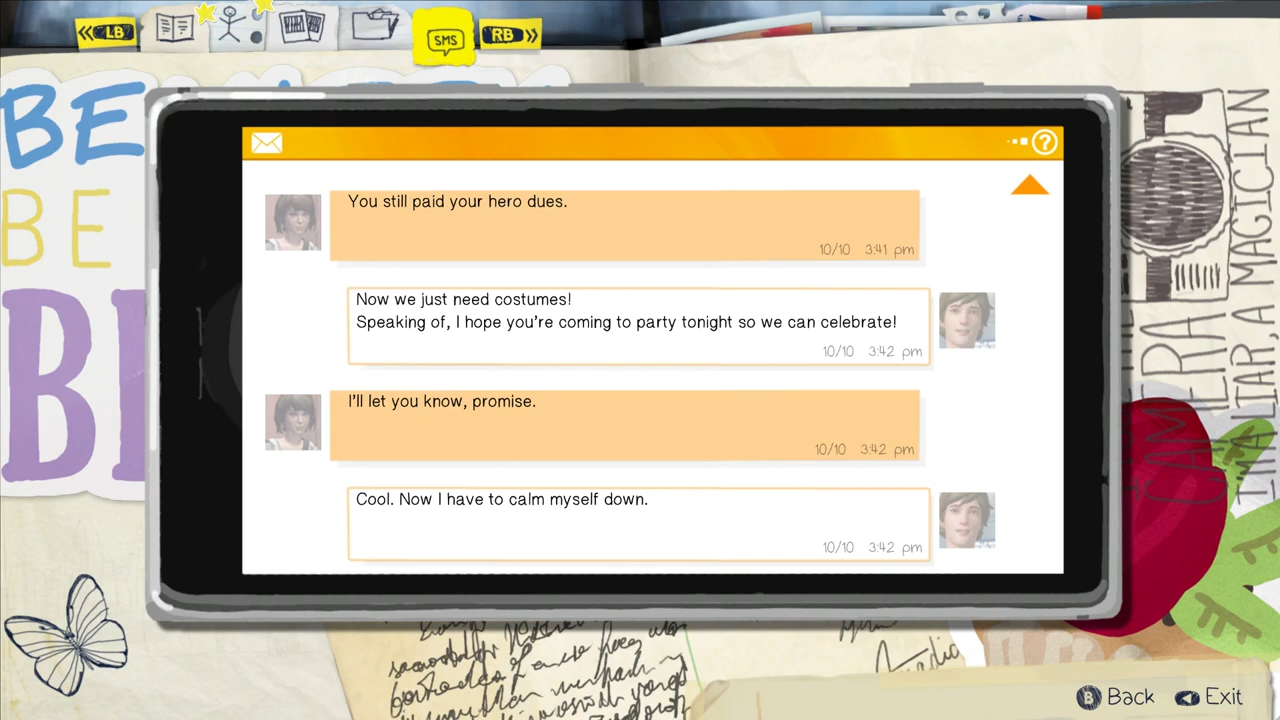 LB
SMS
RB
BE
BE
B
You still paid your hero dues.
10/10 3:41 pm
Now we just need costumes!
Speaking of, I hope you're coming to party tonight so we can celebrate!
10/10 3:42 pm
I'll let you know, promise.
10/10 3:42 pm
Cool. Now I have to calm myself down.
10/10 3:42 pm
CAMERA
I'M A LIAR, A MAGICIAN
B Back
Exit